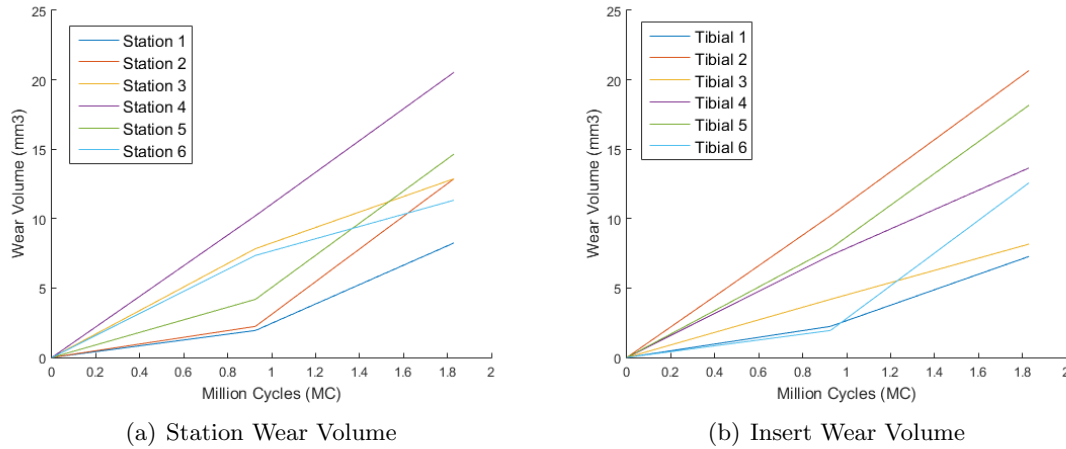 25
20
15
10
5
0
Wear Volume (mm3)
Station 1
Station 2
Station 3
Station 4
Station 5
Station 6
0 0.2 0.4 0.6 0.8 1 1.2 1.4 1.6 1.8 2
Million Cycles (MC)
(a) Station Wear Volume
25
20
15
10
5
0
Wear Volume (mm3)
Tibial 1
Tibial 2
Tibial 3
Tibial 4
Tibial 5
Tibial 6
0 0.2 0.4 0.6 0.8 1 1.2 1.4 1.6 1.8 2
Million Cycles (MC)
(b) Insert Wear Volume